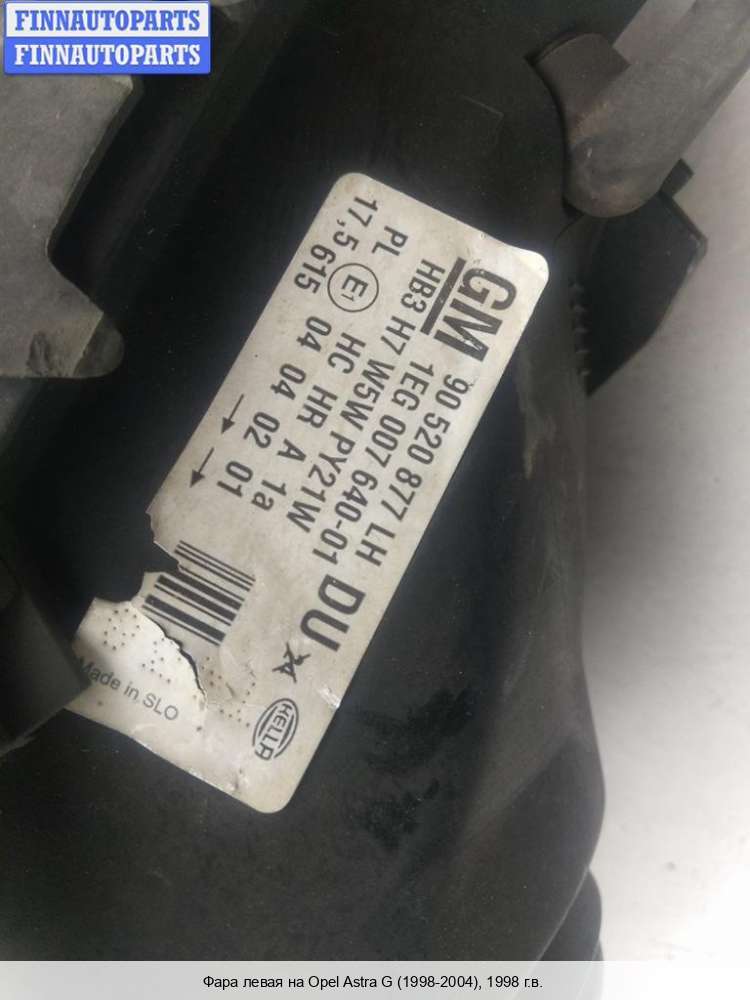 FINNAUTOPARTS
FINNAUTOPARTS
GM 90 520 877 LH DU
1EG 007 640-01 24
HB3 H7 W5W PY21W
HC HR A 1a
PL E1 04 04 02 01
17,5 615
HELLA
Made in SLO
Фара левая на Opel Astra G (1998-2004), 1998 г.в.